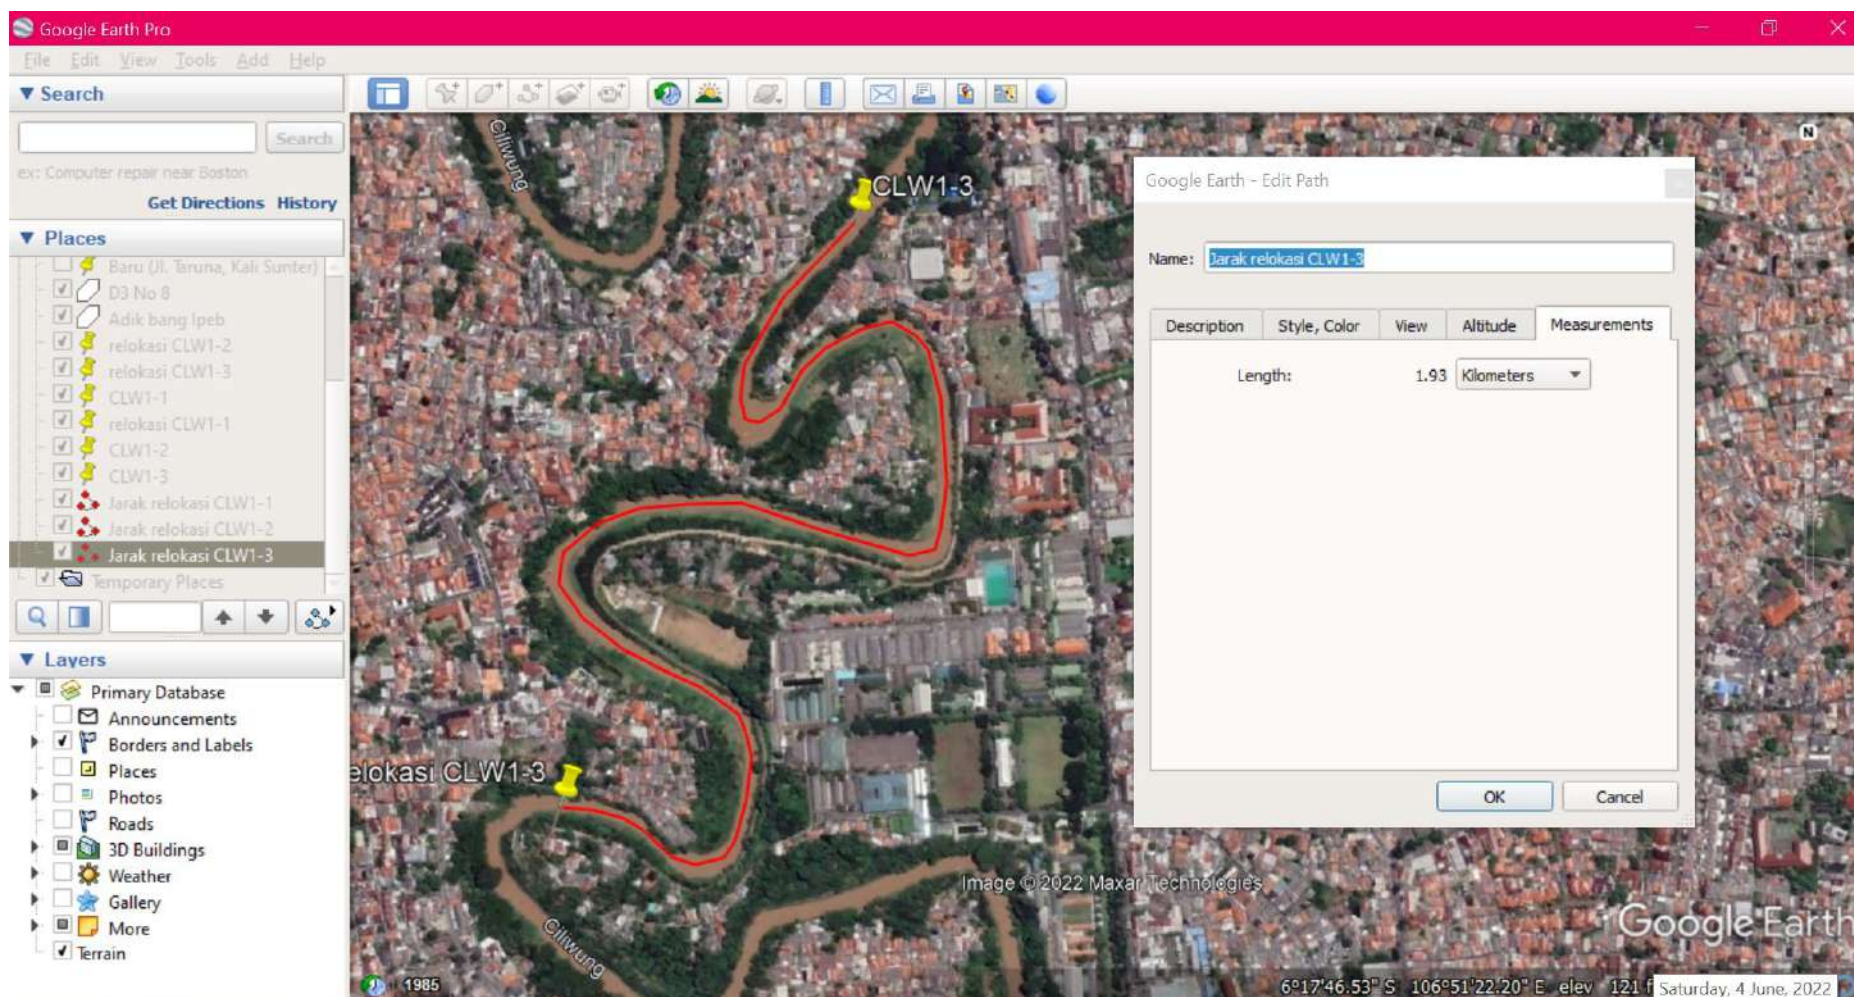 Google Earth Pro
File Edit View Tools Add Help
Search
Search
ex: Computer repair near Boston
Get Directions History
Places
Baru (Jl. Taruna, Kali Sunter)
D3 No 8
Adik bang Ipeb
relokasi CLW1-2
relokasi CLW1-3
CLW1-1
relokasi CLW1-1
CLW1-2
CLW1-3
Jarak relokasi CLW1-1
Jarak relokasi CLW1-2
Jarak relokasi CLW1-3
Temporary Places
Layers
Primary Database
Announcements
Borders and Labels
Places
Photos
Roads
3D Buildings
Weather
Gallery
More
Terrain
Ciliwung
CLW1-3
elokasi CLW1-3
Ciliwung
Image © 2022 Maxar Technologies
Google Earth
N
1985
6°17'46.53" S 106°51'22.20" E elev 121 f
Saturday, 4 June, 2022
Google Earth - Edit Path
Name: Jarak relokasi CLW1-3
Description Style, Color View Altitude Measurements
Length: 1.93 Kilometers
OK Cancel